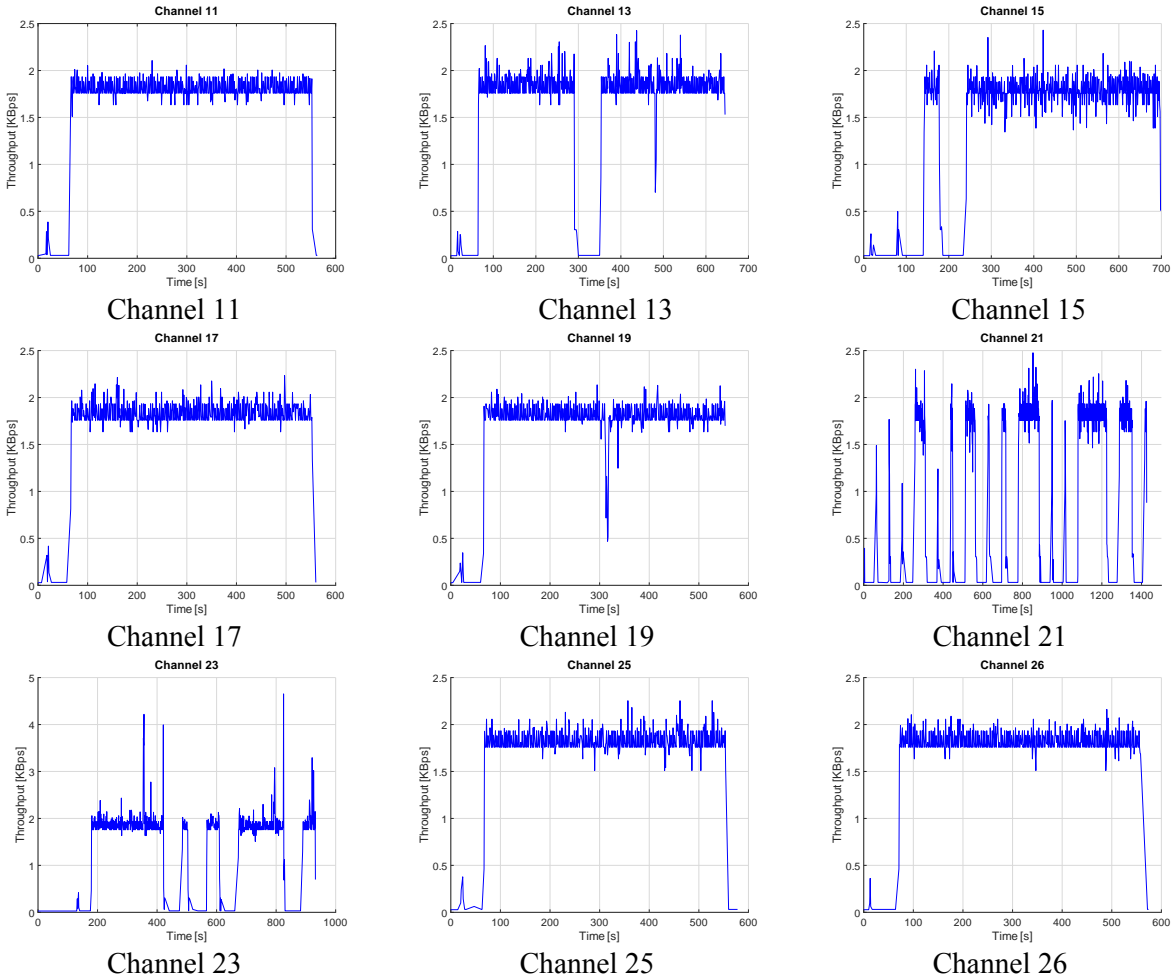 Channel 11
Throughput [KBps]
2.5
2
1.5
1
0.5
0
0 100 200 300 400 500 600
Time [s]
Channel 11
Channel 13
Throughput [KBps]
2.5
2
1.5
1
0.5
0
0 100 200 300 400 500 600 700
Time [s]
Channel 13
Channel 15
Throughput [KBps]
2.5
2
1.5
1
0.5
0
0 100 200 300 400 500 600 700
Time [s]
Channel 15
Channel 17
Throughput [KBps]
2.5
2
1.5
1
0.5
0
0 100 200 300 400 500 600
Time [s]
Channel 17
Channel 19
Throughput [KBps]
2.5
2
1.5
1
0.5
0
0 100 200 300 400 500 600
Time [s]
Channel 19
Channel 21
Throughput [KBps]
2.5
2
1.5
1
0.5
0
0 200 400 600 800 1000 1200 1400
Time [s]
Channel 21
Channel 23
Throughput [KBps]
5
4
3
2
1
0
0 200 400 600 800 1000
Time [s]
Channel 23
Channel 25
Throughput [KBps]
2.5
2
1.5
1
0.5
0
0 100 200 300 400 500 600
Time [s]
Channel 25
Channel 26
Throughput [KBps]
2.5
2
1.5
1
0.5
0
0 100 200 300 400 500 600
Time [s]
Channel 26